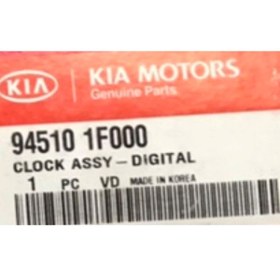 KIA KIA MOTORS
Genuine Parts.
94510 1F000
CLOCK ASSY – DIGITAL
1 PC VD MADE IN KOREA